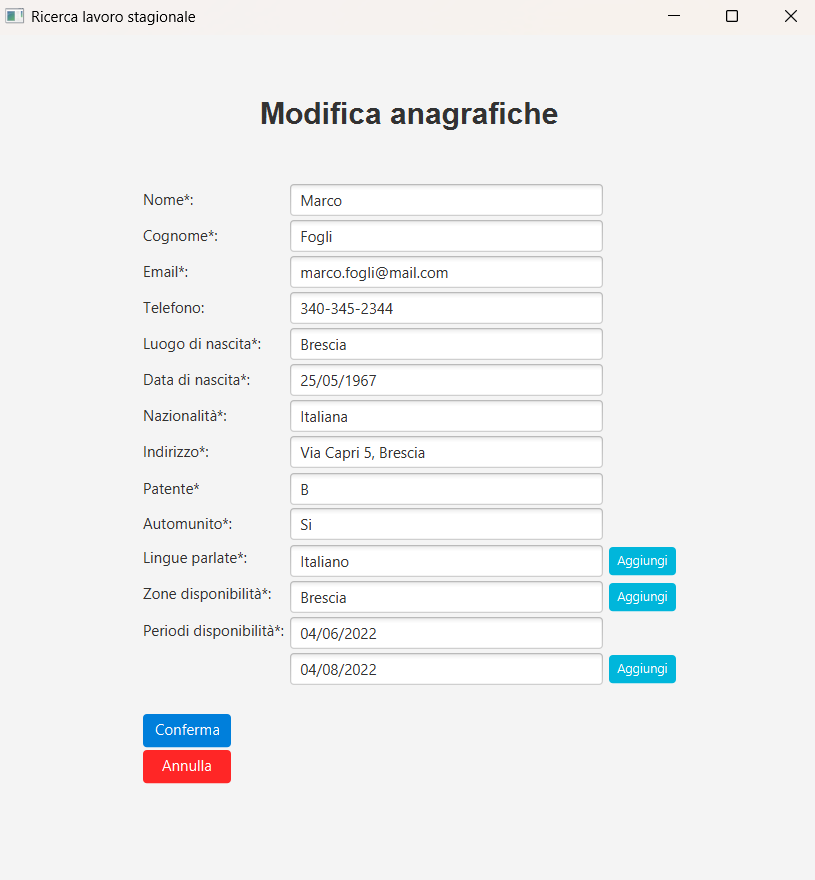 Ricerca lavoro stagionale
Modifica anagrafiche
Nome*: Marco
Cognome*: Fogli
Email*: marco.fogli@mail.com
Telefono: 340-345-2344
Luogo di nascita*: Brescia
Data di nascita*: 25/05/1967
Nazionalità*: Italiana
Indirizzo*: Via Capri 5, Brescia
Patente* B
Automunito*: Si
Lingue parlate*: Italiano Aggiungi
Zone disponibilità*: Brescia Aggiungi
Periodi disponibilità*: 04/06/2022
04/08/2022 Aggiungi
Conferma
Annulla